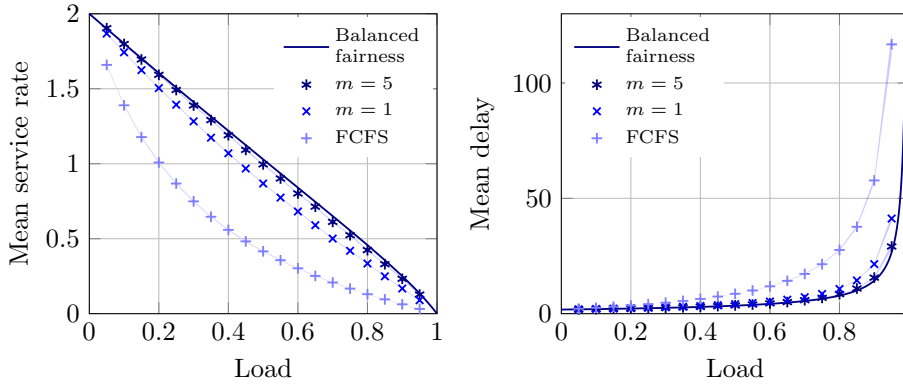 2
1.5
1
0.5
0
Mean service rate
0
0.2
0.4
0.6
0.8
1
Load
Balanced
fairness
m = 5
m = 1
FCFS
100
50
0
Mean delay
0
0.2
0.4
0.6
0.8
Load
Balanced
fairness
m = 5
m = 1
FCFS